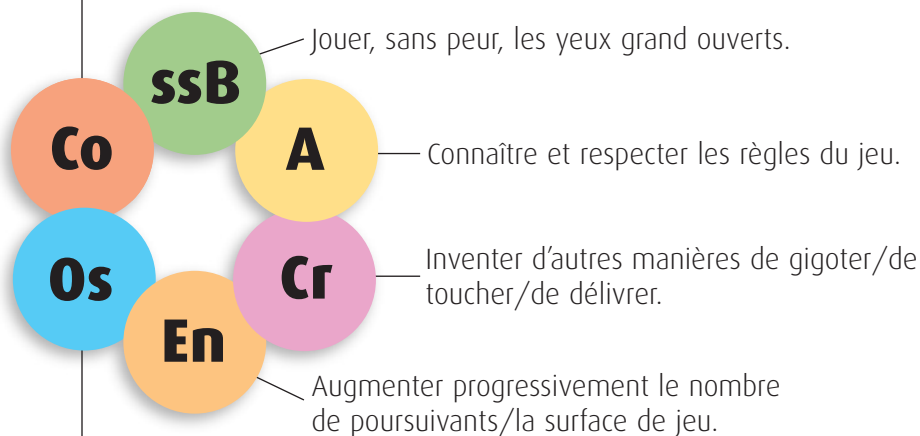 ssB
Jouer, sans peur, les yeux grand ouverts.
Co
A
Connaître et respecter les règles du jeu.
Os
Cr
Inventer d’autres manières de gigoter/de
toucher/de délivrer.
En
Augmenter progressivement le nombre
de poursuivants/la surface de jeu.